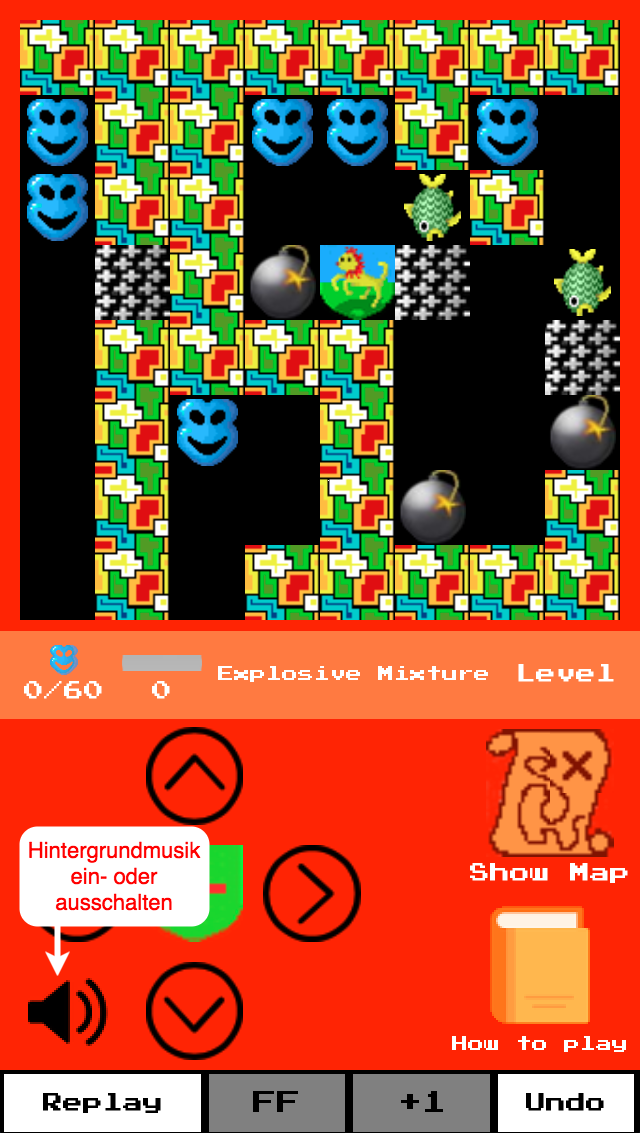 0/60
0
Explosive Mixture
Level
Hintergrundmusik
ein- oder
ausschalten
Show Map
How to play
Replay
FF
+1
Undo